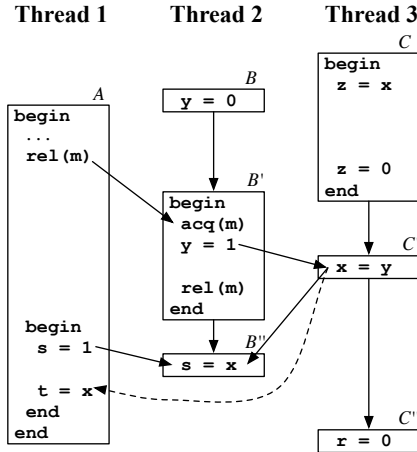 Thread 1 Thread 2 Thread 3
A
begin
...
rel(m)
begin
s = 1
t = x
end
end
B
y = 0
B'
begin
acq(m)
y = 1
rel(m)
end
B''
s = x
C
begin
z = x
z = 0
end
C'
x = y
C''
r = 0